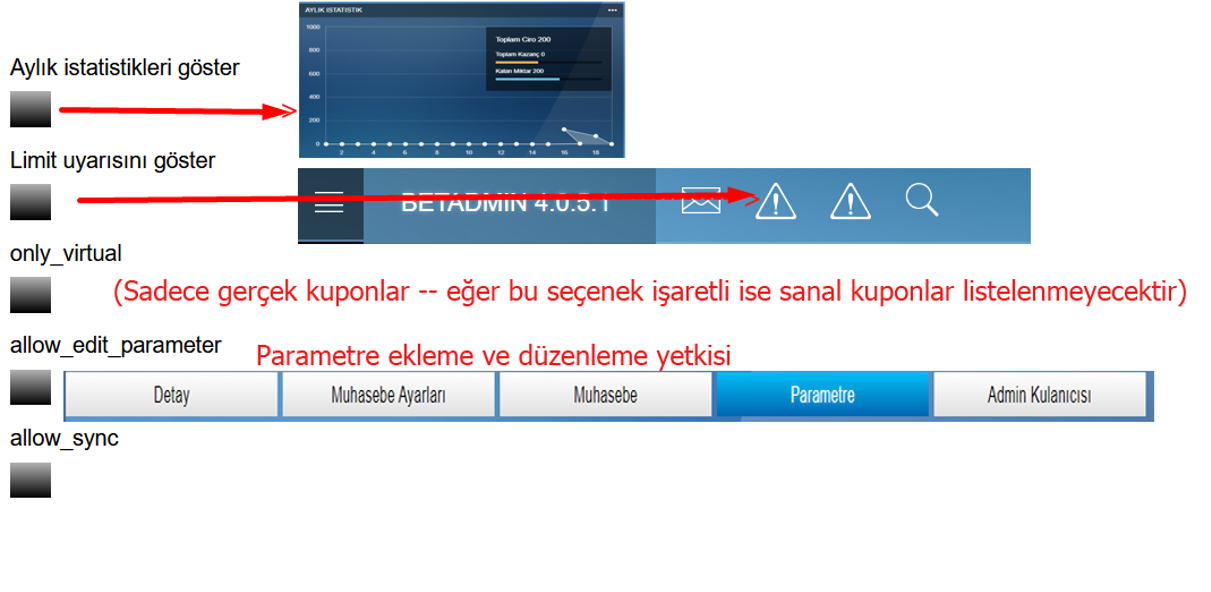 AYLIK ISTATISTIK
1000
800
600
400
200
0
2 4 6 8 10 12 14 16 18
Toplam Ciro 200
Toplam Kazanç 0
Kalan Miktar 200
Aylık istatistikleri göster
Limit uyarısını göster
BETADMIN 4.0.5.1
only_virtual
(Sadece gerçek kuponlar -- eğer bu seçenek işaretli ise sanal kuponlar listelenmeyecektir)
allow_edit_parameter
Parametre ekleme ve düzenleme yetkisi
Detay
Muhasebe Ayarları
Muhasebe
Parametre
Admin Kulanıcısı
allow_sync